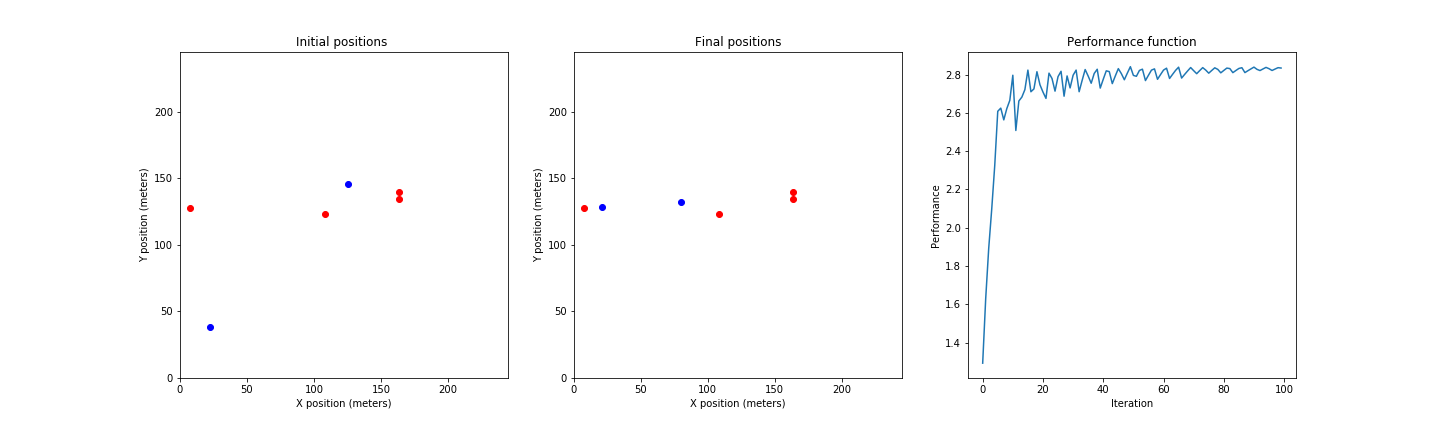 Initial positions
Y position (meters)
200
150
100
50
0
0 50 100 150 200
X position (meters)
Final positions
Y position (meters)
200
150
100
50
0
0 50 100 150 200
X position (meters)
Performance function
Performance
2.8
2.6
2.4
2.2
2.0
1.8
1.6
1.4
0 20 40 60 80 100
Iteration